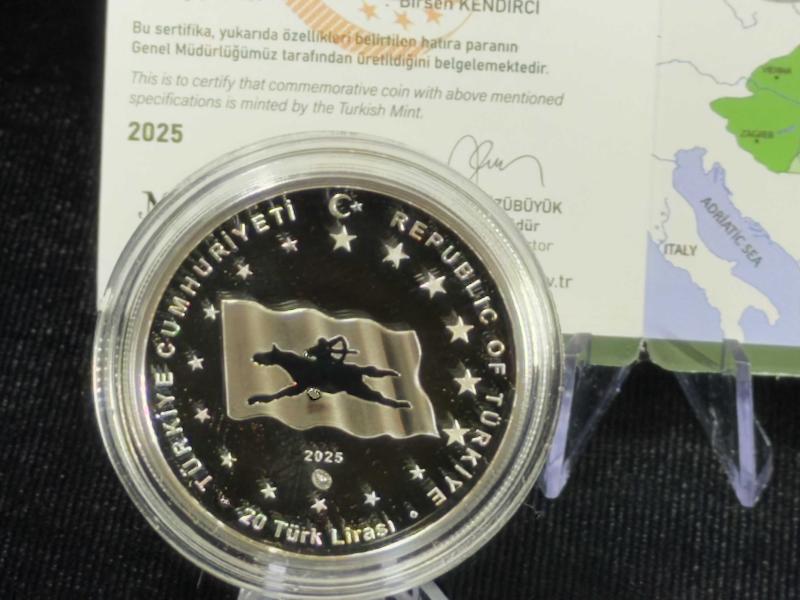 Birsen KENDİRCİ
Bu sertifika, yukarıda özellikleri belirtilen hatıra paranın
Genel Müdürlüğümüz tarafından üretildiğini belgelemektedir.
This is to certify that commemorative coin with above mentioned
specifications is minted by the Turkish Mint.
2025
VIENNA
ZAGREB
ADRIATIC SEA
ITALY
TÜRKİYE CUMHURİYETİ
REPUBLIC OF TÜRKİYE
2025
20 Türk Lirası